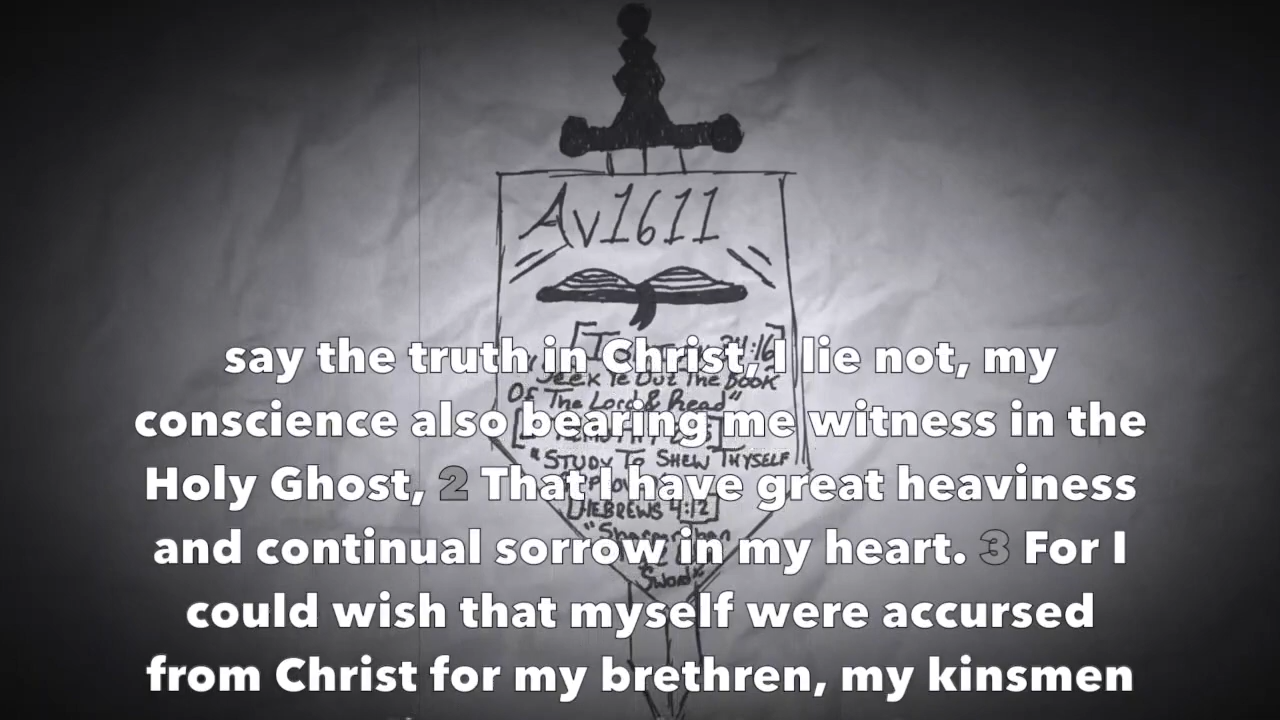 Av1611
say the truth in Christ, I lie not, my
"Seek Ye Out The Book
Of The Lord & Read"
conscience also bearing me witness in the
"STUDY TO SHEW THYSELF
Holy Ghost, 2 That I have great heaviness
HEBREWS 4:12
and continual sorrow in my heart. 3 For I
Sword"
could wish that myself were accursed
from Christ for my brethren, my kinsmen